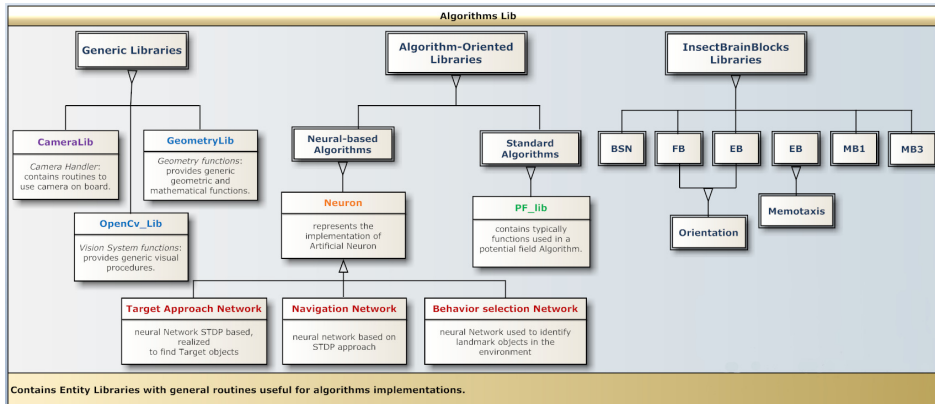 Algorithms Lib
Generic Libraries
CameraLib
Camera Handler:
contains routines to
use camera on board.
GeometryLib
Geometry functions:
provides generic
geometric and
mathematical functions.
OpenCv_Lib
Vision System functions:
provides generic visual
procedures.
Algorithm-Oriented
Libraries
Neural-based
Algorithms
Neuron
represents the
implementation of
Artificial Neuron
Target Approach Network
neural Network STDP based,
realized
to find Target objects
Navigation Network
neural network based on
STDP approach
Behavior selection Network
neural Network used to identify
landmark objects in the
environment
Standard
Algorithms
PF_lib
contains typically
functions used in a
potential field Algorithm.
InsectBrainBlocks
Libraries
BSN
FB
EB
EB
MB1
MB3
Orientation
Memotaxis
Contains Entity Libraries with general routines useful for algorithms implementations.